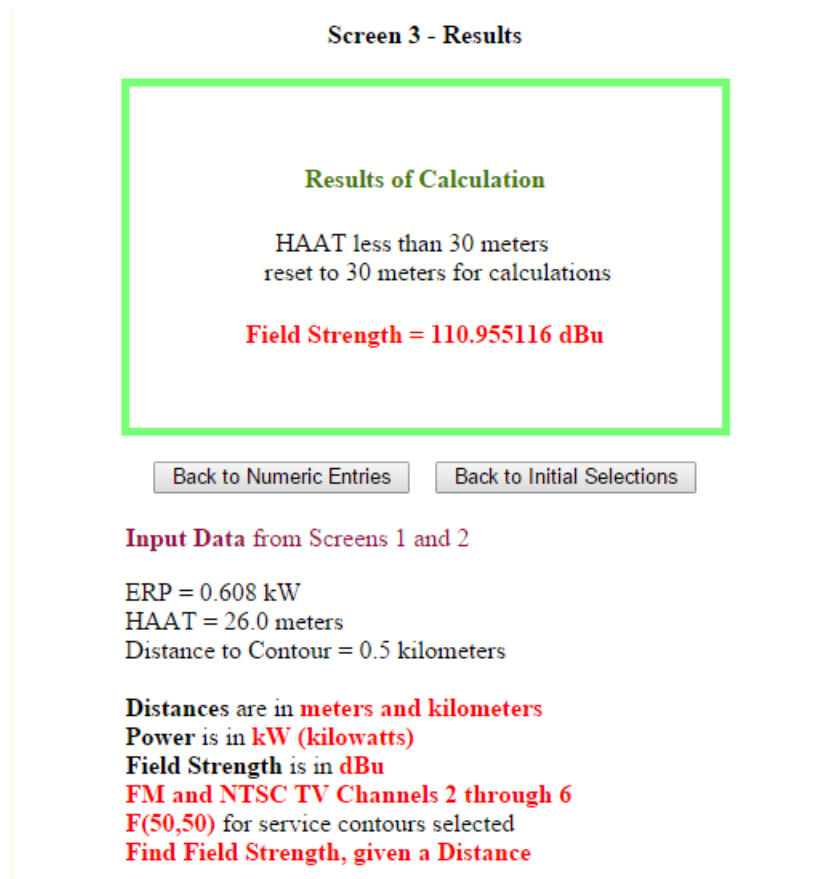 Screen 3 - Results
Results of Calculation
HAAT less than 30 meters
reset to 30 meters for calculations
Field Strength = 110.955116 dBu
Back to Numeric Entries
Back to Initial Selections
Input Data from Screens 1 and 2
ERP = 0.608 kW
HAAT = 26.0 meters
Distance to Contour = 0.5 kilometers
Distances are in meters and kilometers
Power is in kW (kilowatts)
Field Strength is in dBu
FM and NTSC TV Channels 2 through 6
F(50,50) for service contours selected
Find Field Strength, given a Distance